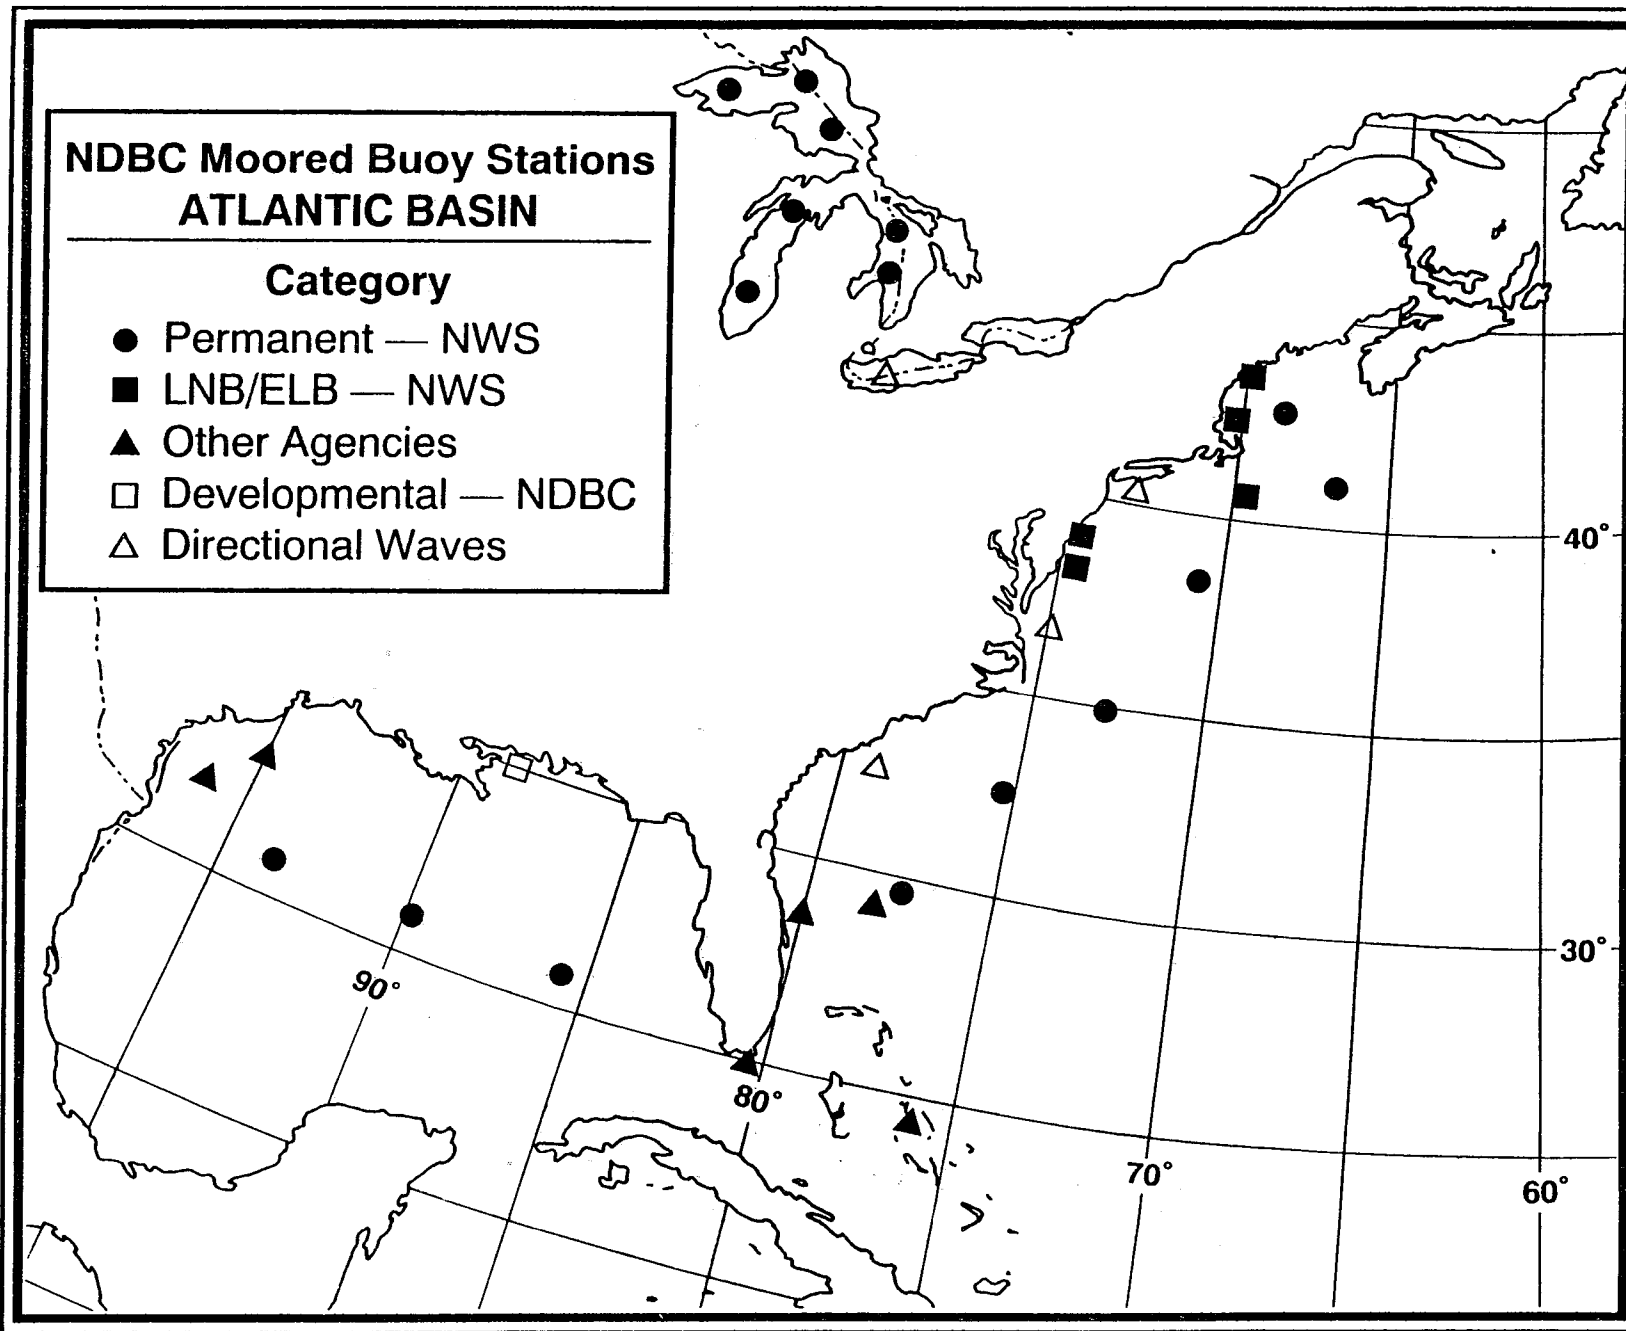 NDBC Moored Buoy Stations
ATLANTIC BASIN
Category
Permanent — NWS
LNB/ELB — NWS
Other Agencies
Developmental — NDBC
Directional Waves
40°
30°
90°
80°
70°
60°